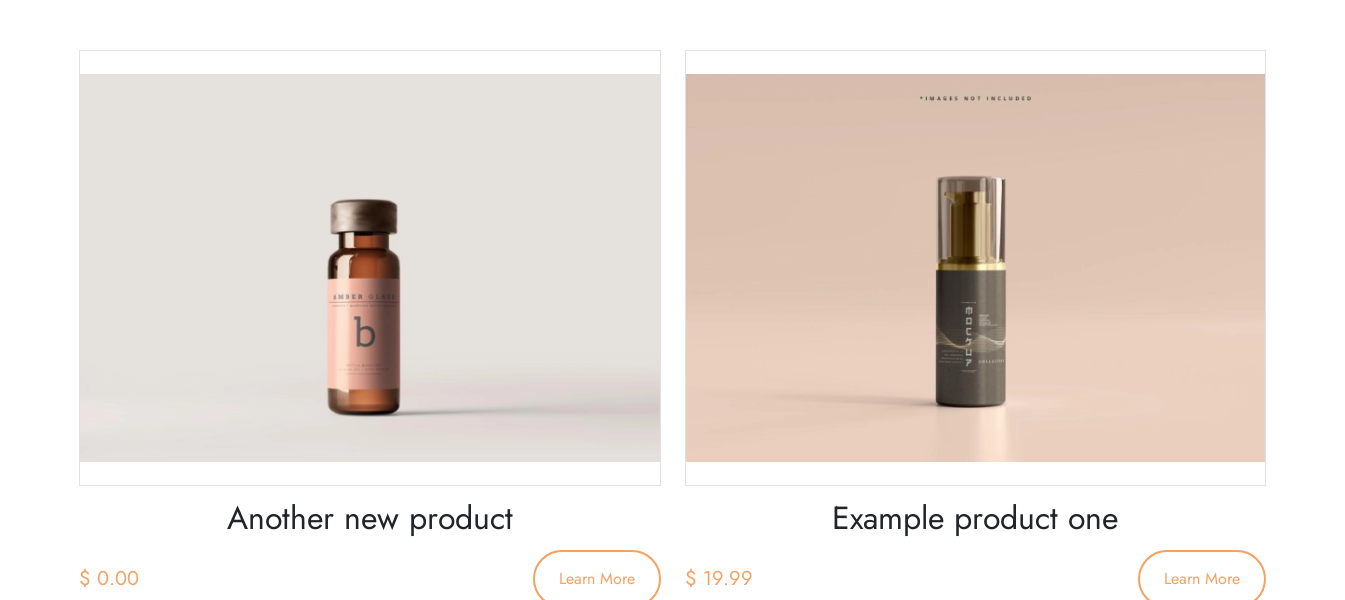 *IMAGES NOT INCLUDED
AMBER GLASS
b
Another new product
Example product one
$ 0.00
Learn More
$ 19.99
Learn More